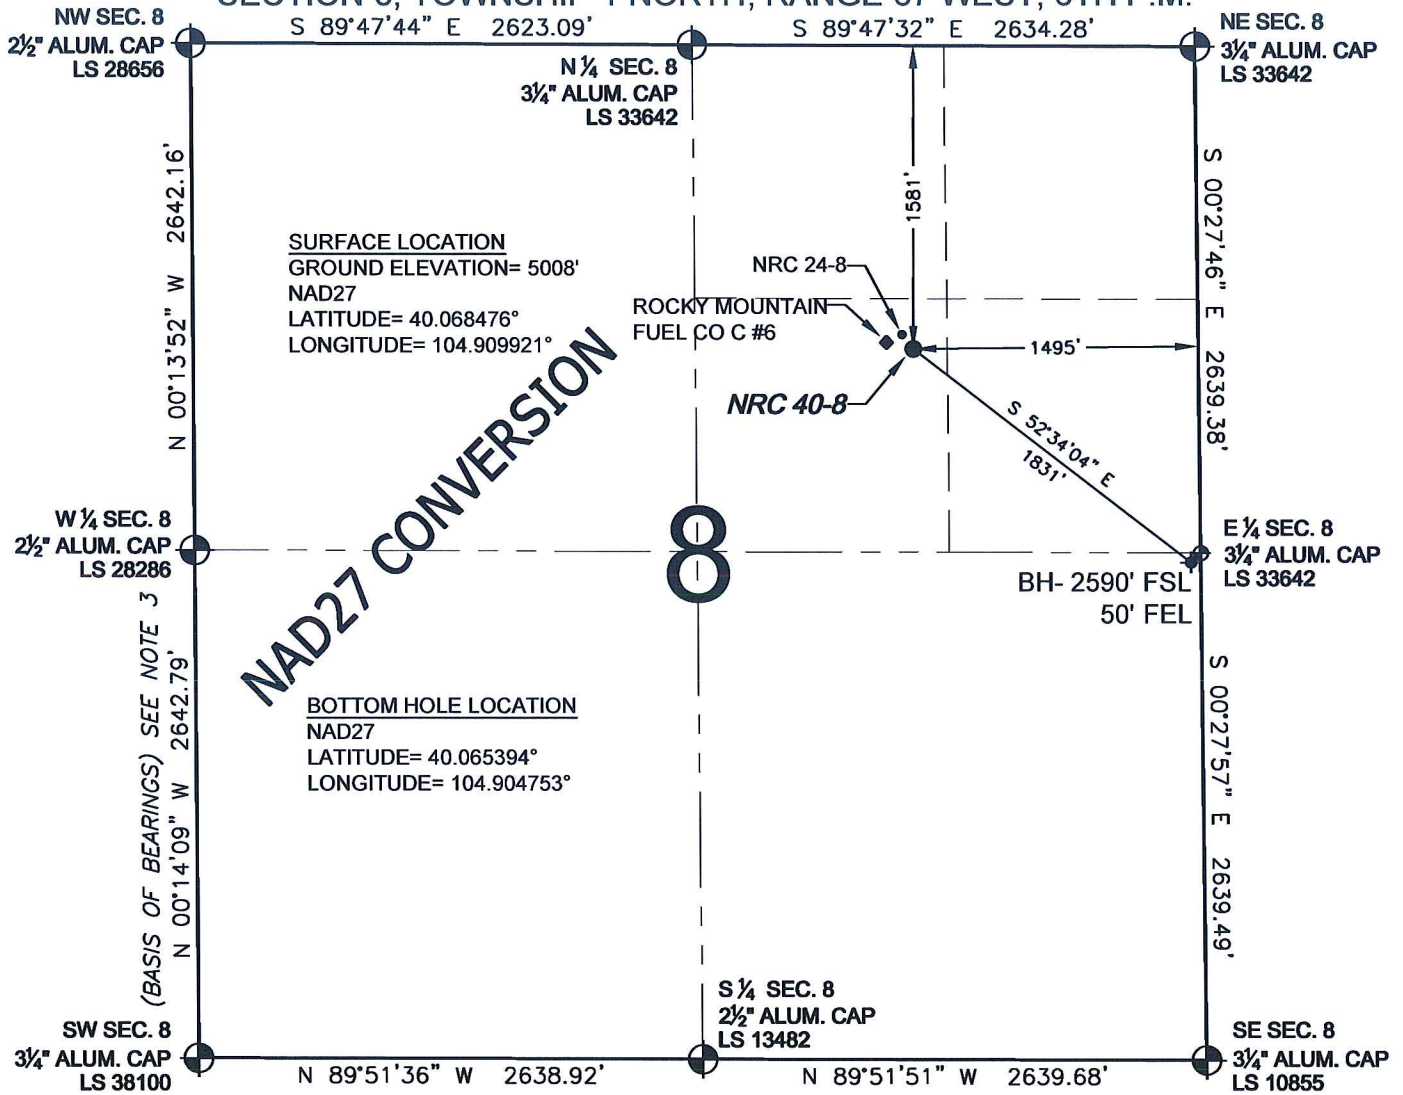 NW SEC. 8
2½" ALUM. CAP
LS 28656
S 89°47'44" E 2623.09'
S 89°47'32" E 2634.28'
NE SEC. 8
3¼" ALUM. CAP
LS 33642
N ¼ SEC. 8
3¼" ALUM. CAP
LS 33642
N 00°13'52" W 2642.16'
SURFACE LOCATION
GROUND ELEVATION= 5008'
NAD27
LATITUDE= 40.068476°
LONGITUDE= 104.909921°
1581'
S 00°27'46" E 2639.38'
NRC 24-8
ROCKY MOUNTAIN
FUEL CO C #6
1495'
NRC 40-8
S 52°34'04" E
1831'
NAD27 CONVERSION
8
W ¼ SEC. 8
2½" ALUM. CAP
LS 28286
E ¼ SEC. 8
3¼" ALUM. CAP
LS 33642
BH- 2590' FSL
50' FEL
(BASIS OF BEARINGS) SEE NOTE 3
N 00°14'09" W 2642.79'
BOTTOM HOLE LOCATION
NAD27
LATITUDE= 40.065394°
LONGITUDE= 104.904753°
S 00°27'57" E 2639.49'
S ¼ SEC. 8
2½" ALUM. CAP
LS 13482
SW SEC. 8
3¼" ALUM. CAP
LS 38100
N 89°51'36" W 2638.92'
N 89°51'51" W 2639.68'
SE SEC. 8
3¼" ALUM. CAP
LS 10855